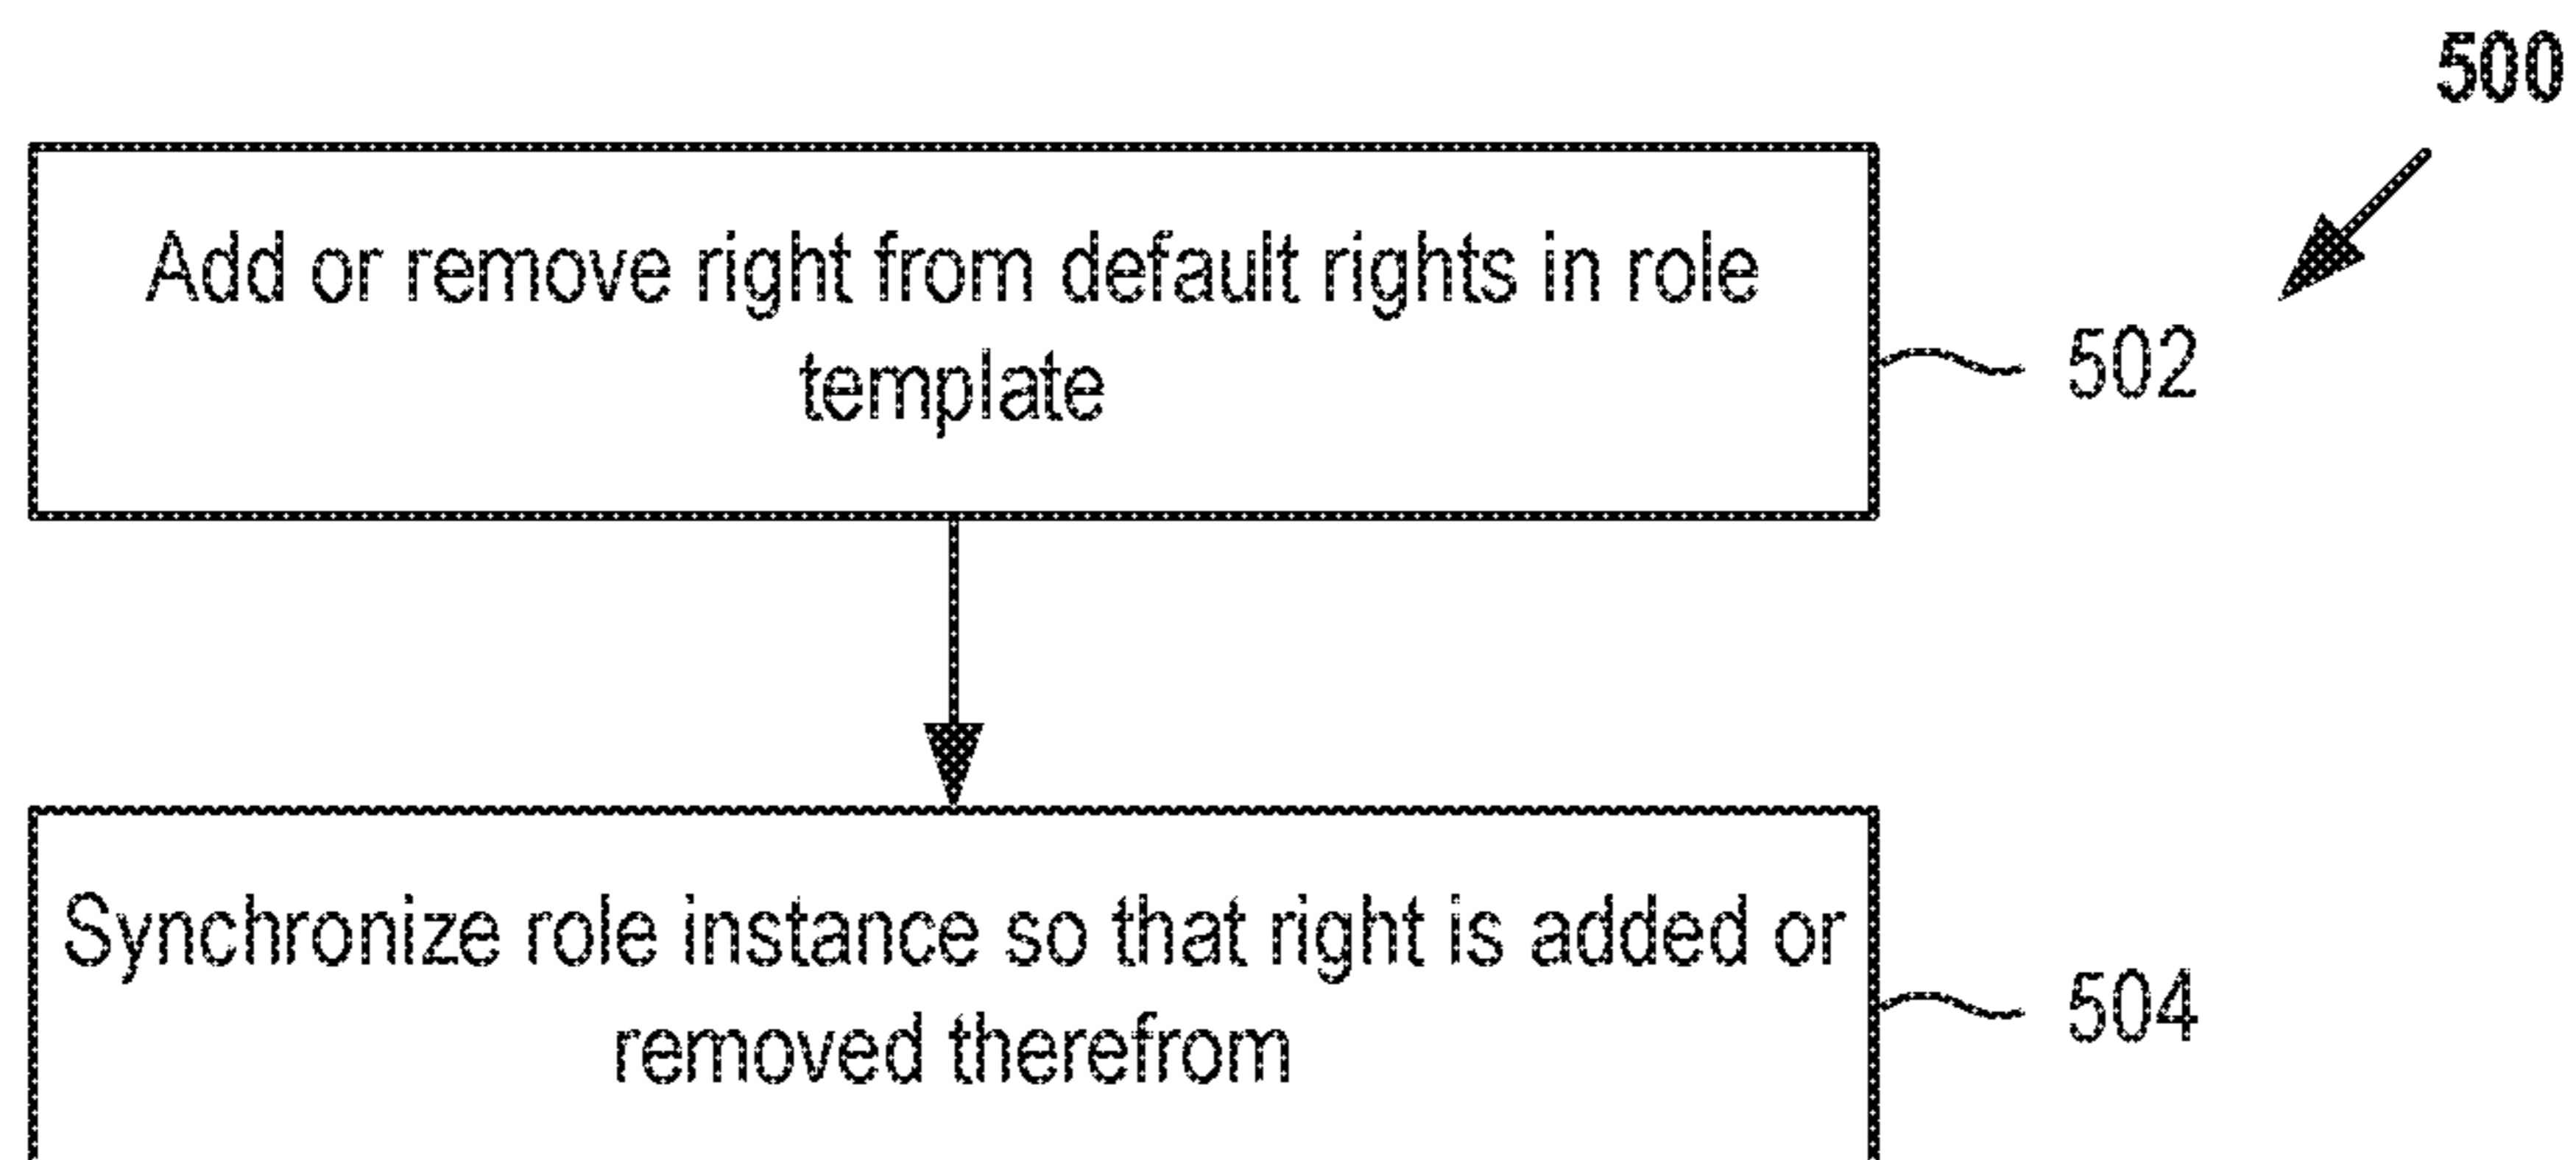 500
Add or remove right from default rights in role
template
502
Synchronize role instance so that right is added or
removed therefrom
504